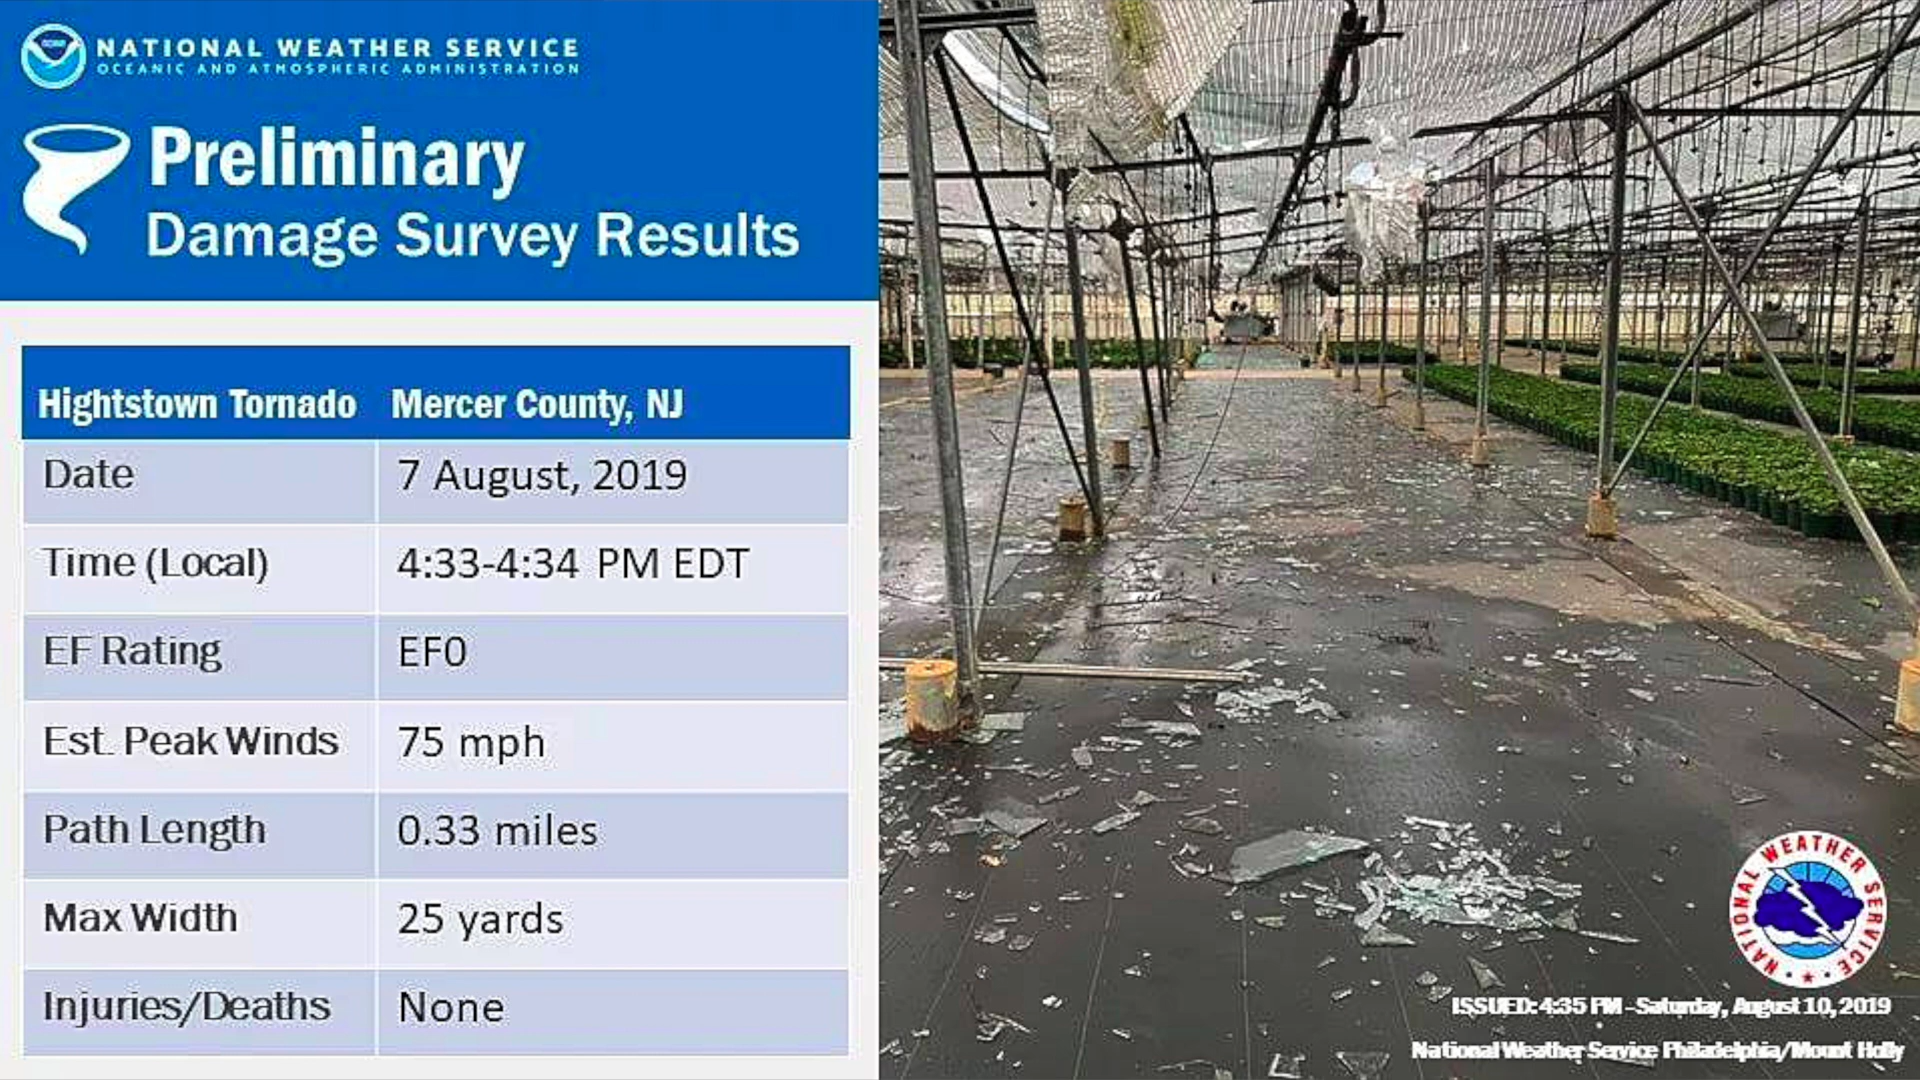 NATIONAL WEATHER SERVICE
OCEANIC AND ATMOSPHERIC ADMINISTRATION
Preliminary
Damage Survey Results
Hightstown Tornado Mercer County, NJ
Date 7 August, 2019
Time (Local) 4:33-4:34 PM EDT
EF Rating EF0
Est. Peak Winds 75 mph
Path Length 0.33 miles
Max Width 25 yards
Injuries/Deaths None
NATIONAL WEATHER SERVICE
ISSUED: 4:35 PM - Saturday, August 10, 2019
National Weather Service Philadelphia/Mount Holly